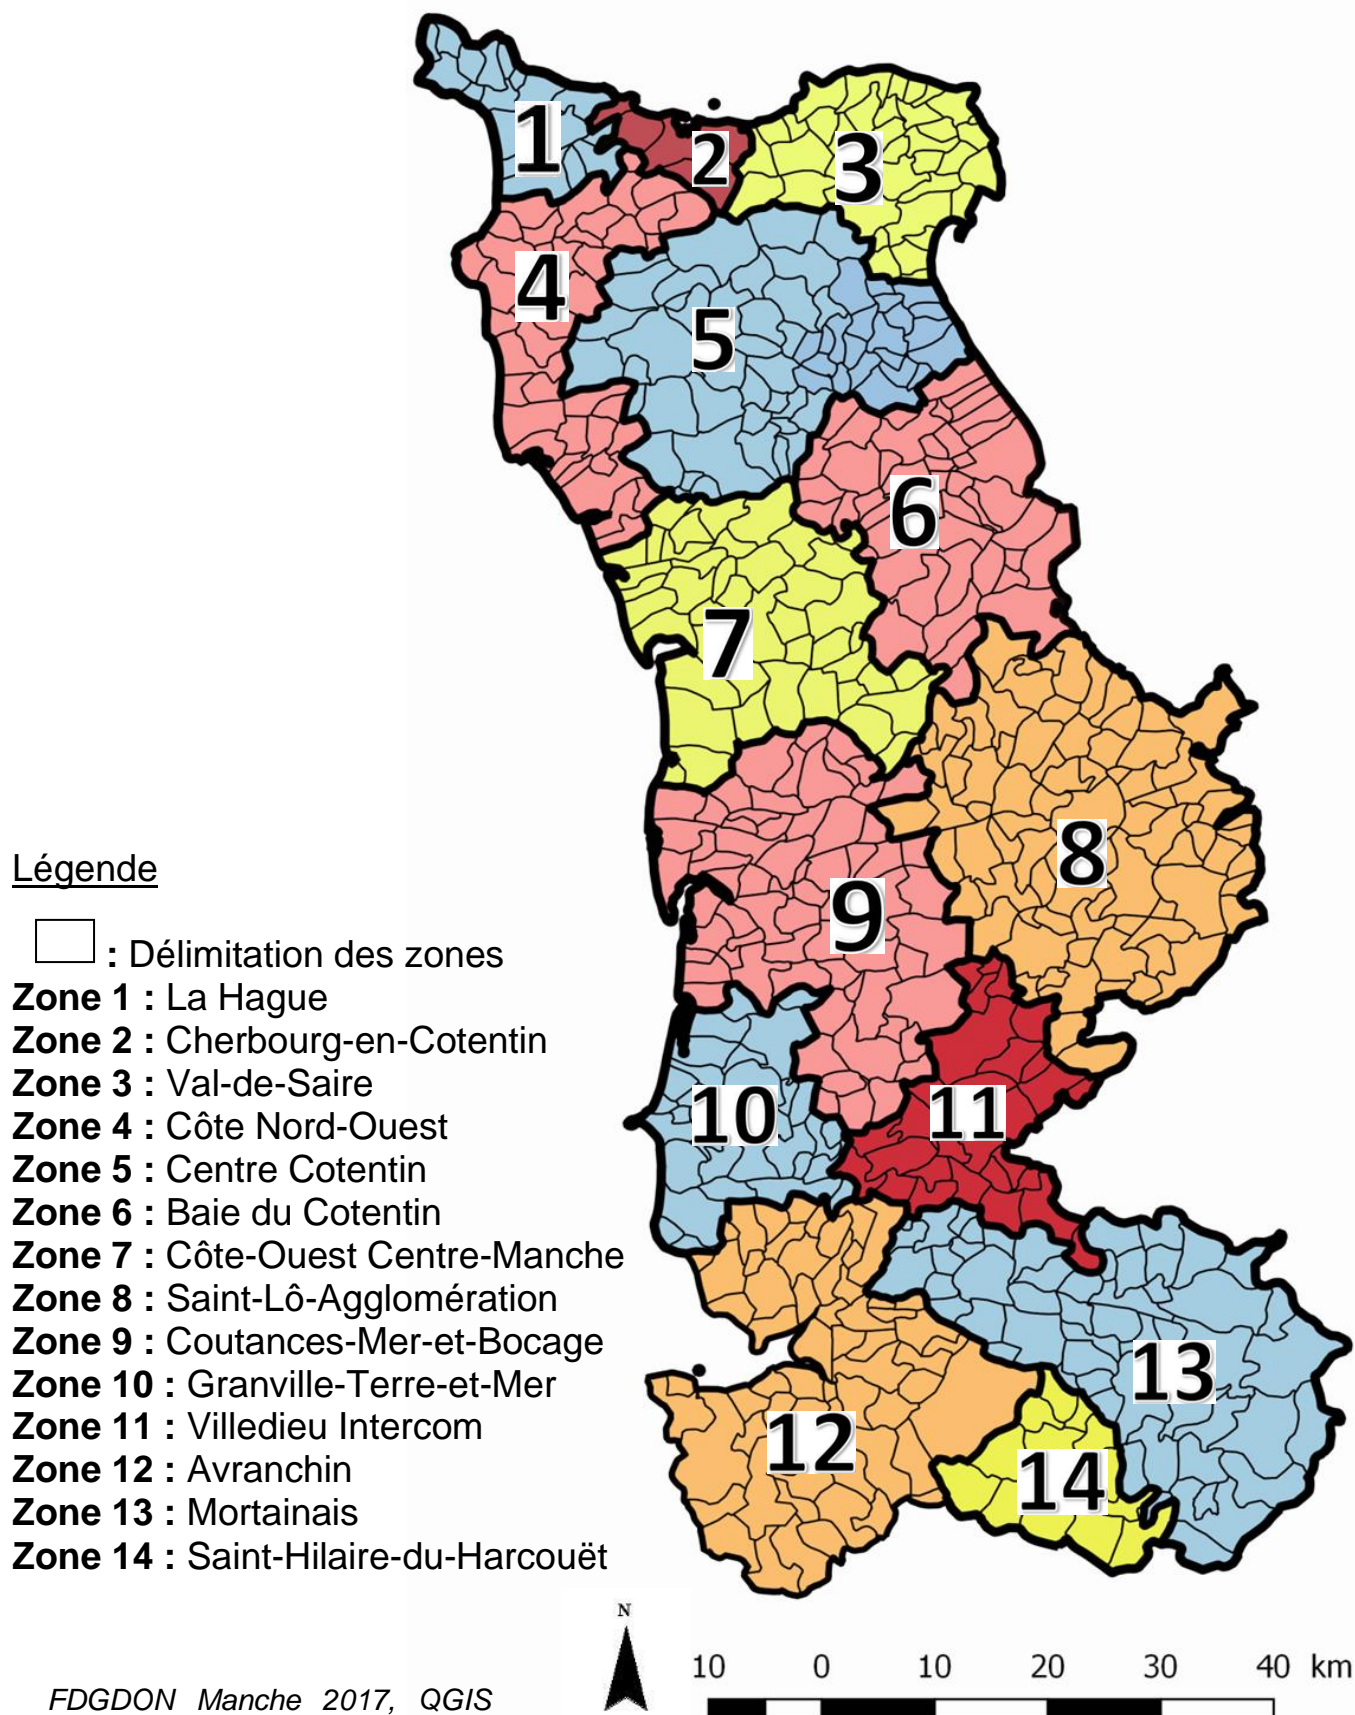 1
2
3
4
5
6
7
8
9
10
11
12
13
14
Légende
: Délimitation des zones
Zone 1 : La Hague
Zone 2 : Cherbourg-en-Cotentin
Zone 3 : Val-de-Saire
Zone 4 : Côte Nord-Ouest
Zone 5 : Centre Cotentin
Zone 6 : Baie du Cotentin
Zone 7 : Côte-Ouest Centre-Manche
Zone 8 : Saint-Lô-Agglomération
Zone 9 : Coutances-Mer-et-Bocage
Zone 10 : Granville-Terre-et-Mer
Zone 11 : Villedieu Intercom
Zone 12 : Avranchin
Zone 13 : Mortainais
Zone 14 : Saint-Hilaire-du-Harcouët
N
10 0 10 20 30 40 km
FDGDON Manche 2017, QGIS